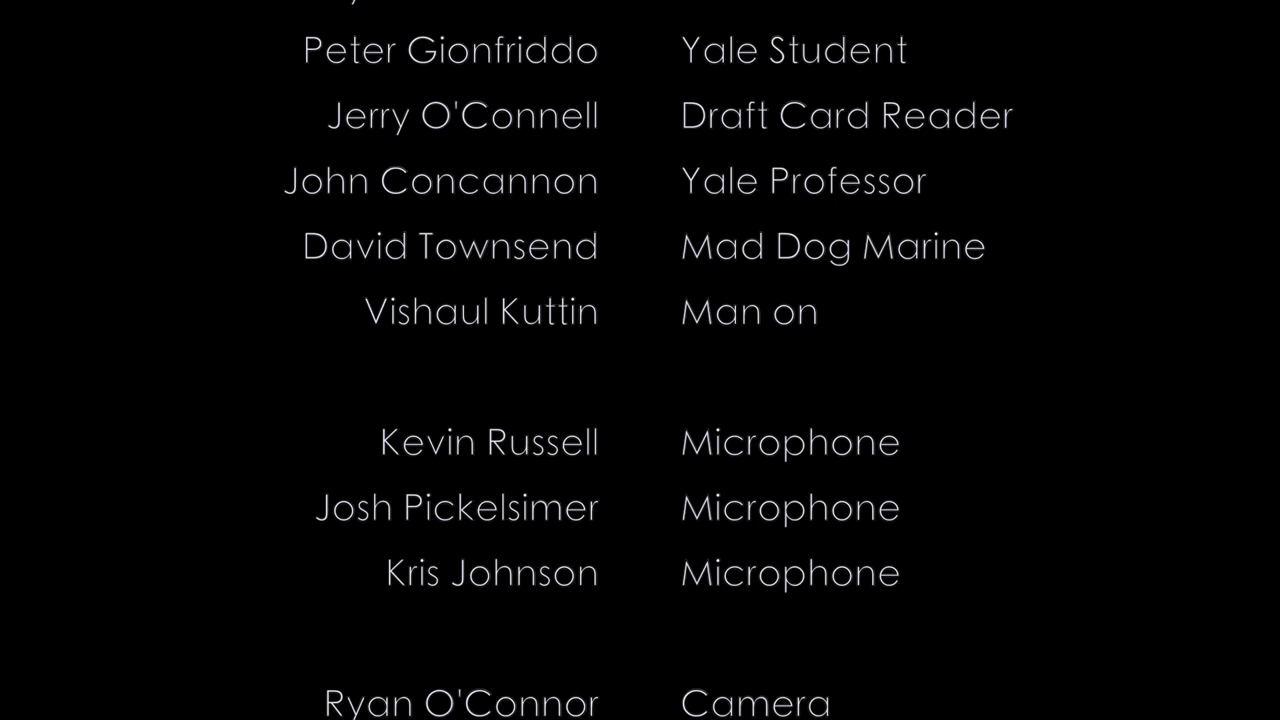 Peter Gionfriddo Yale Student
Jerry O'Connell Draft Card Reader
John Concannon Yale Professor
David Townsend Mad Dog Marine
Vishaul Kuttin Man on
Kevin Russell Microphone
Josh Pickelsimer Microphone
Kris Johnson Microphone
Ryan O'Connor Camera